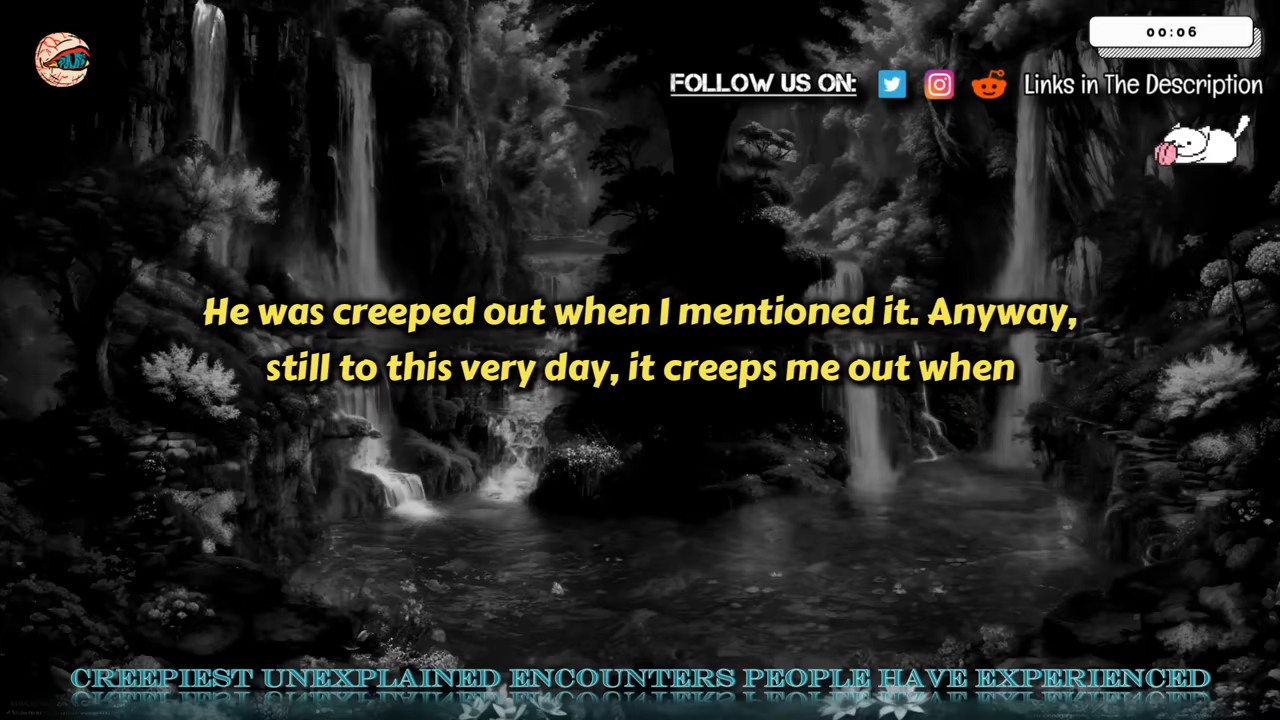 00:06
FOLLOW US ON: Links in The Description
He was creeped out when I mentioned it. Anyway,
still to this very day, it creeps me out when
CREEPIEST UNEXPLAINED ENCOUNTERS PEOPLE HAVE EXPERIENCED